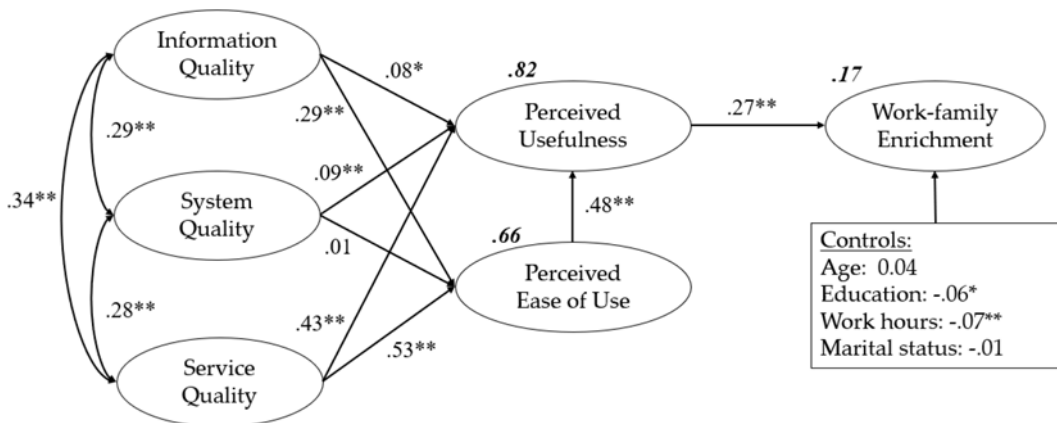 Information
Quality
.08*
.82
.17
.29**
Perceived
Usefulness
.27**
Work-family
Enrichment
.29**
.34**
System
Quality
.09**
.01
.48**
.66
Perceived
Ease of Use
Controls:
Age: 0.04
Education: -.06*
Work hours: -.07**
Marital status: -.01
.28**
.43**
.53**
Service
Quality